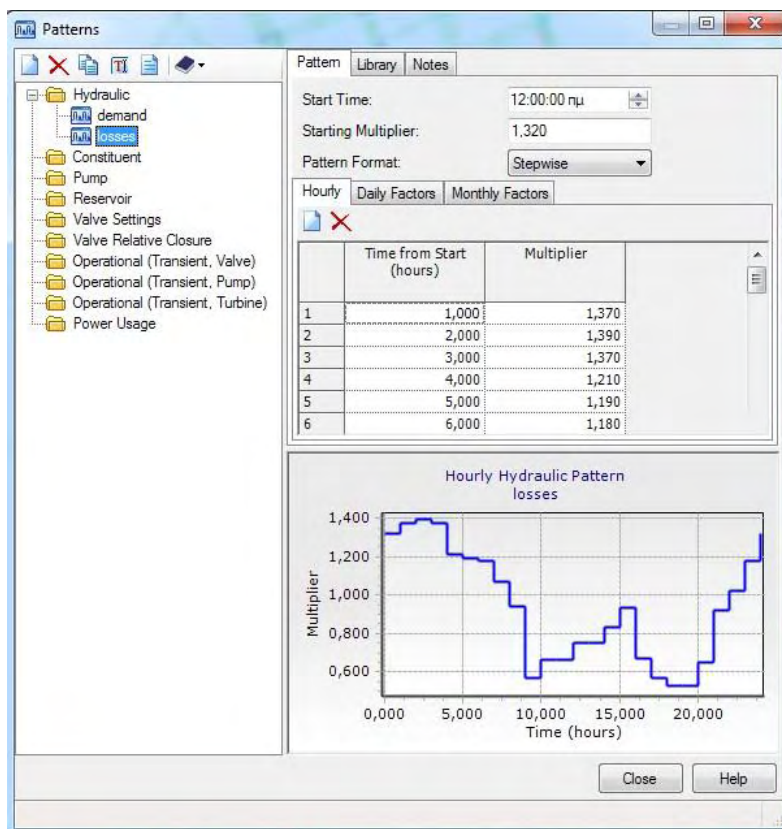 Patterns
Pattern Library Notes
Hydraulic
demand
losses
Constituent
Pump
Reservoir
Valve Settings
Valve Relative Closure
Operational (Transient, Valve)
Operational (Transient, Pump)
Operational (Transient, Turbine)
Power Usage
Start Time: 12:00:00 πμ
Starting Multiplier: 1,320
Pattern Format: Stepwise
Hourly Daily Factors Monthly Factors
Time from Start (hours) Multiplier
1 1,000 1,370
2 2,000 1,390
3 3,000 1,370
4 4,000 1,210
5 5,000 1,190
6 6,000 1,180
Hourly Hydraulic Pattern
losses
1,400
1,200
1,000
0,800
0,600
Multiplier
0,000 5,000 10,000 15,000 20,000
Time (hours)
Close Help